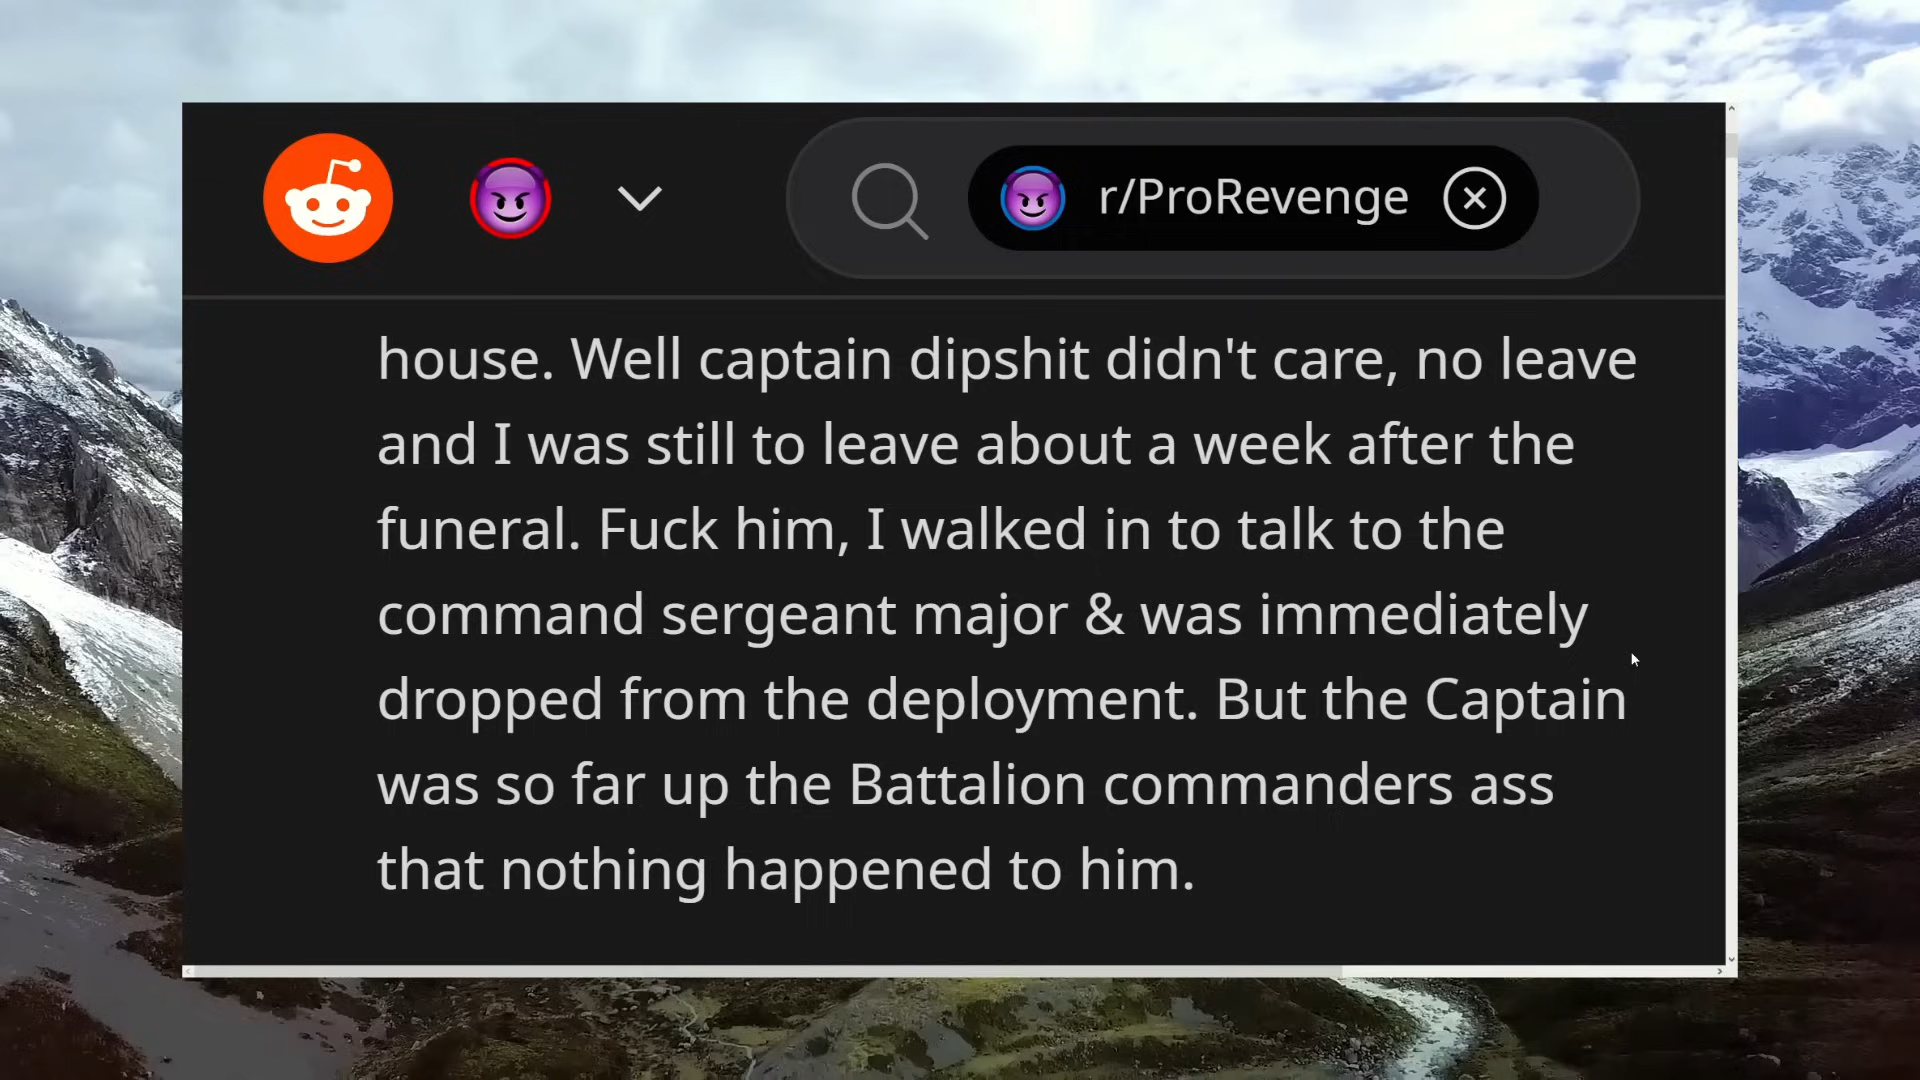 r/ProRevenge
house. Well captain dipshit didn't care, no leave
and I was still to leave about a week after the
funeral. Fuck him, I walked in to talk to the
command sergeant major & was immediately
dropped from the deployment. But the Captain
was so far up the Battalion commanders ass
that nothing happened to him.